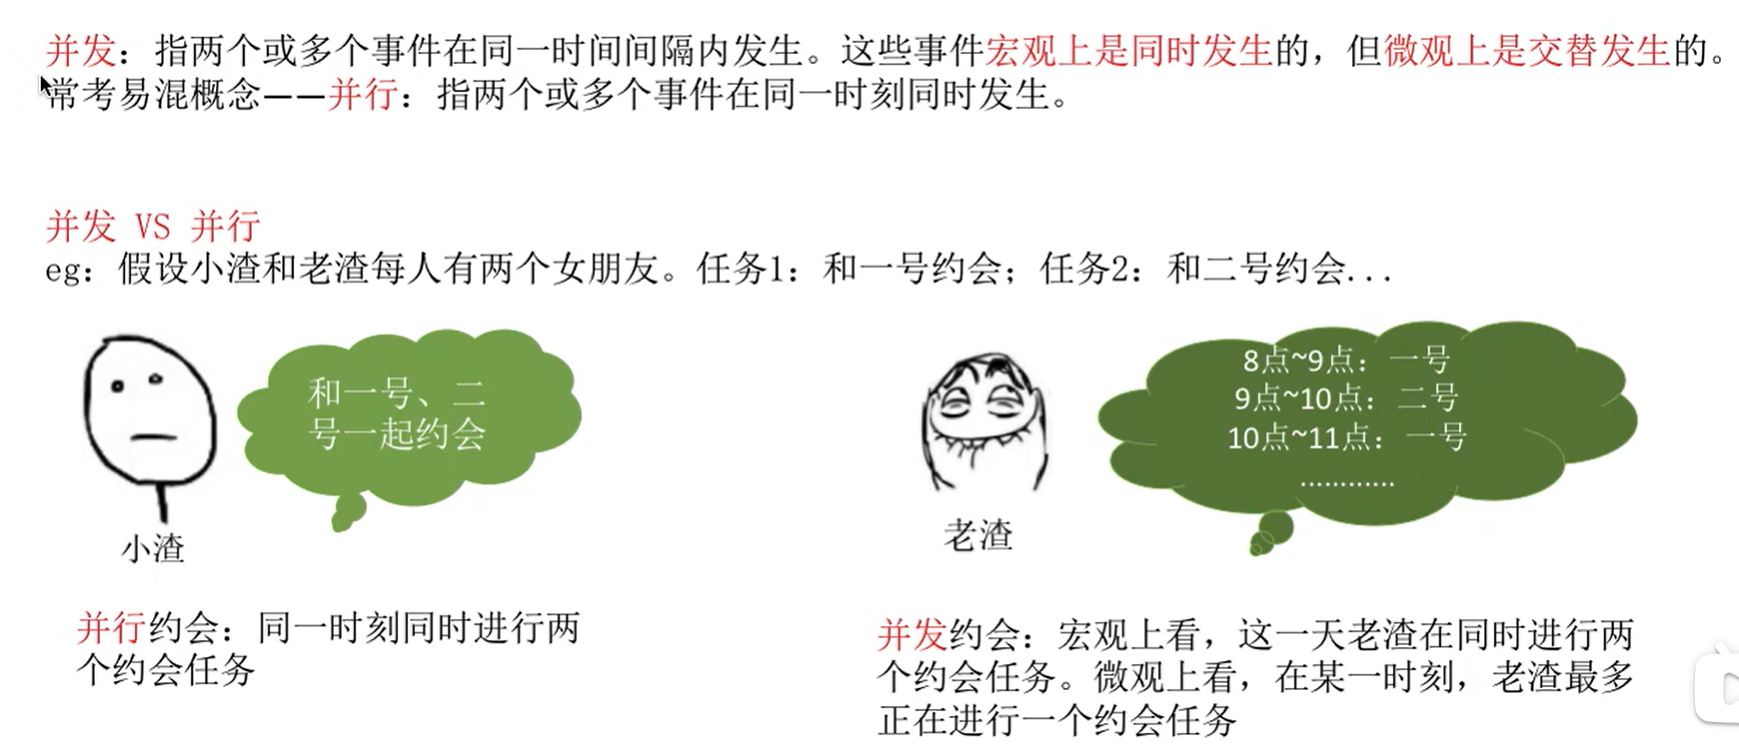 并发：指两个或多个事件在同一时间间隔内发生。这些事件宏观上是同时发生的，但微观上是交替发生的。
常考易混概念——并行：指两个或多个事件在同一时刻同时发生。
并发 VS 并行
eg：假设小渣和老渣每人有两个女朋友。任务1：和一号约会；任务2：和二号约会...
和一号、二
号一起约会
小渣
并行约会：同一时刻同时进行两
个约会任务
8点~9点：一号
9点~10点：二号
10点~11点：一号
............
老渣
并发约会：宏观上看，这一天老渣在同时进行两
个约会任务。微观上看，在某一时刻，老渣最多
正在进行一个约会任务